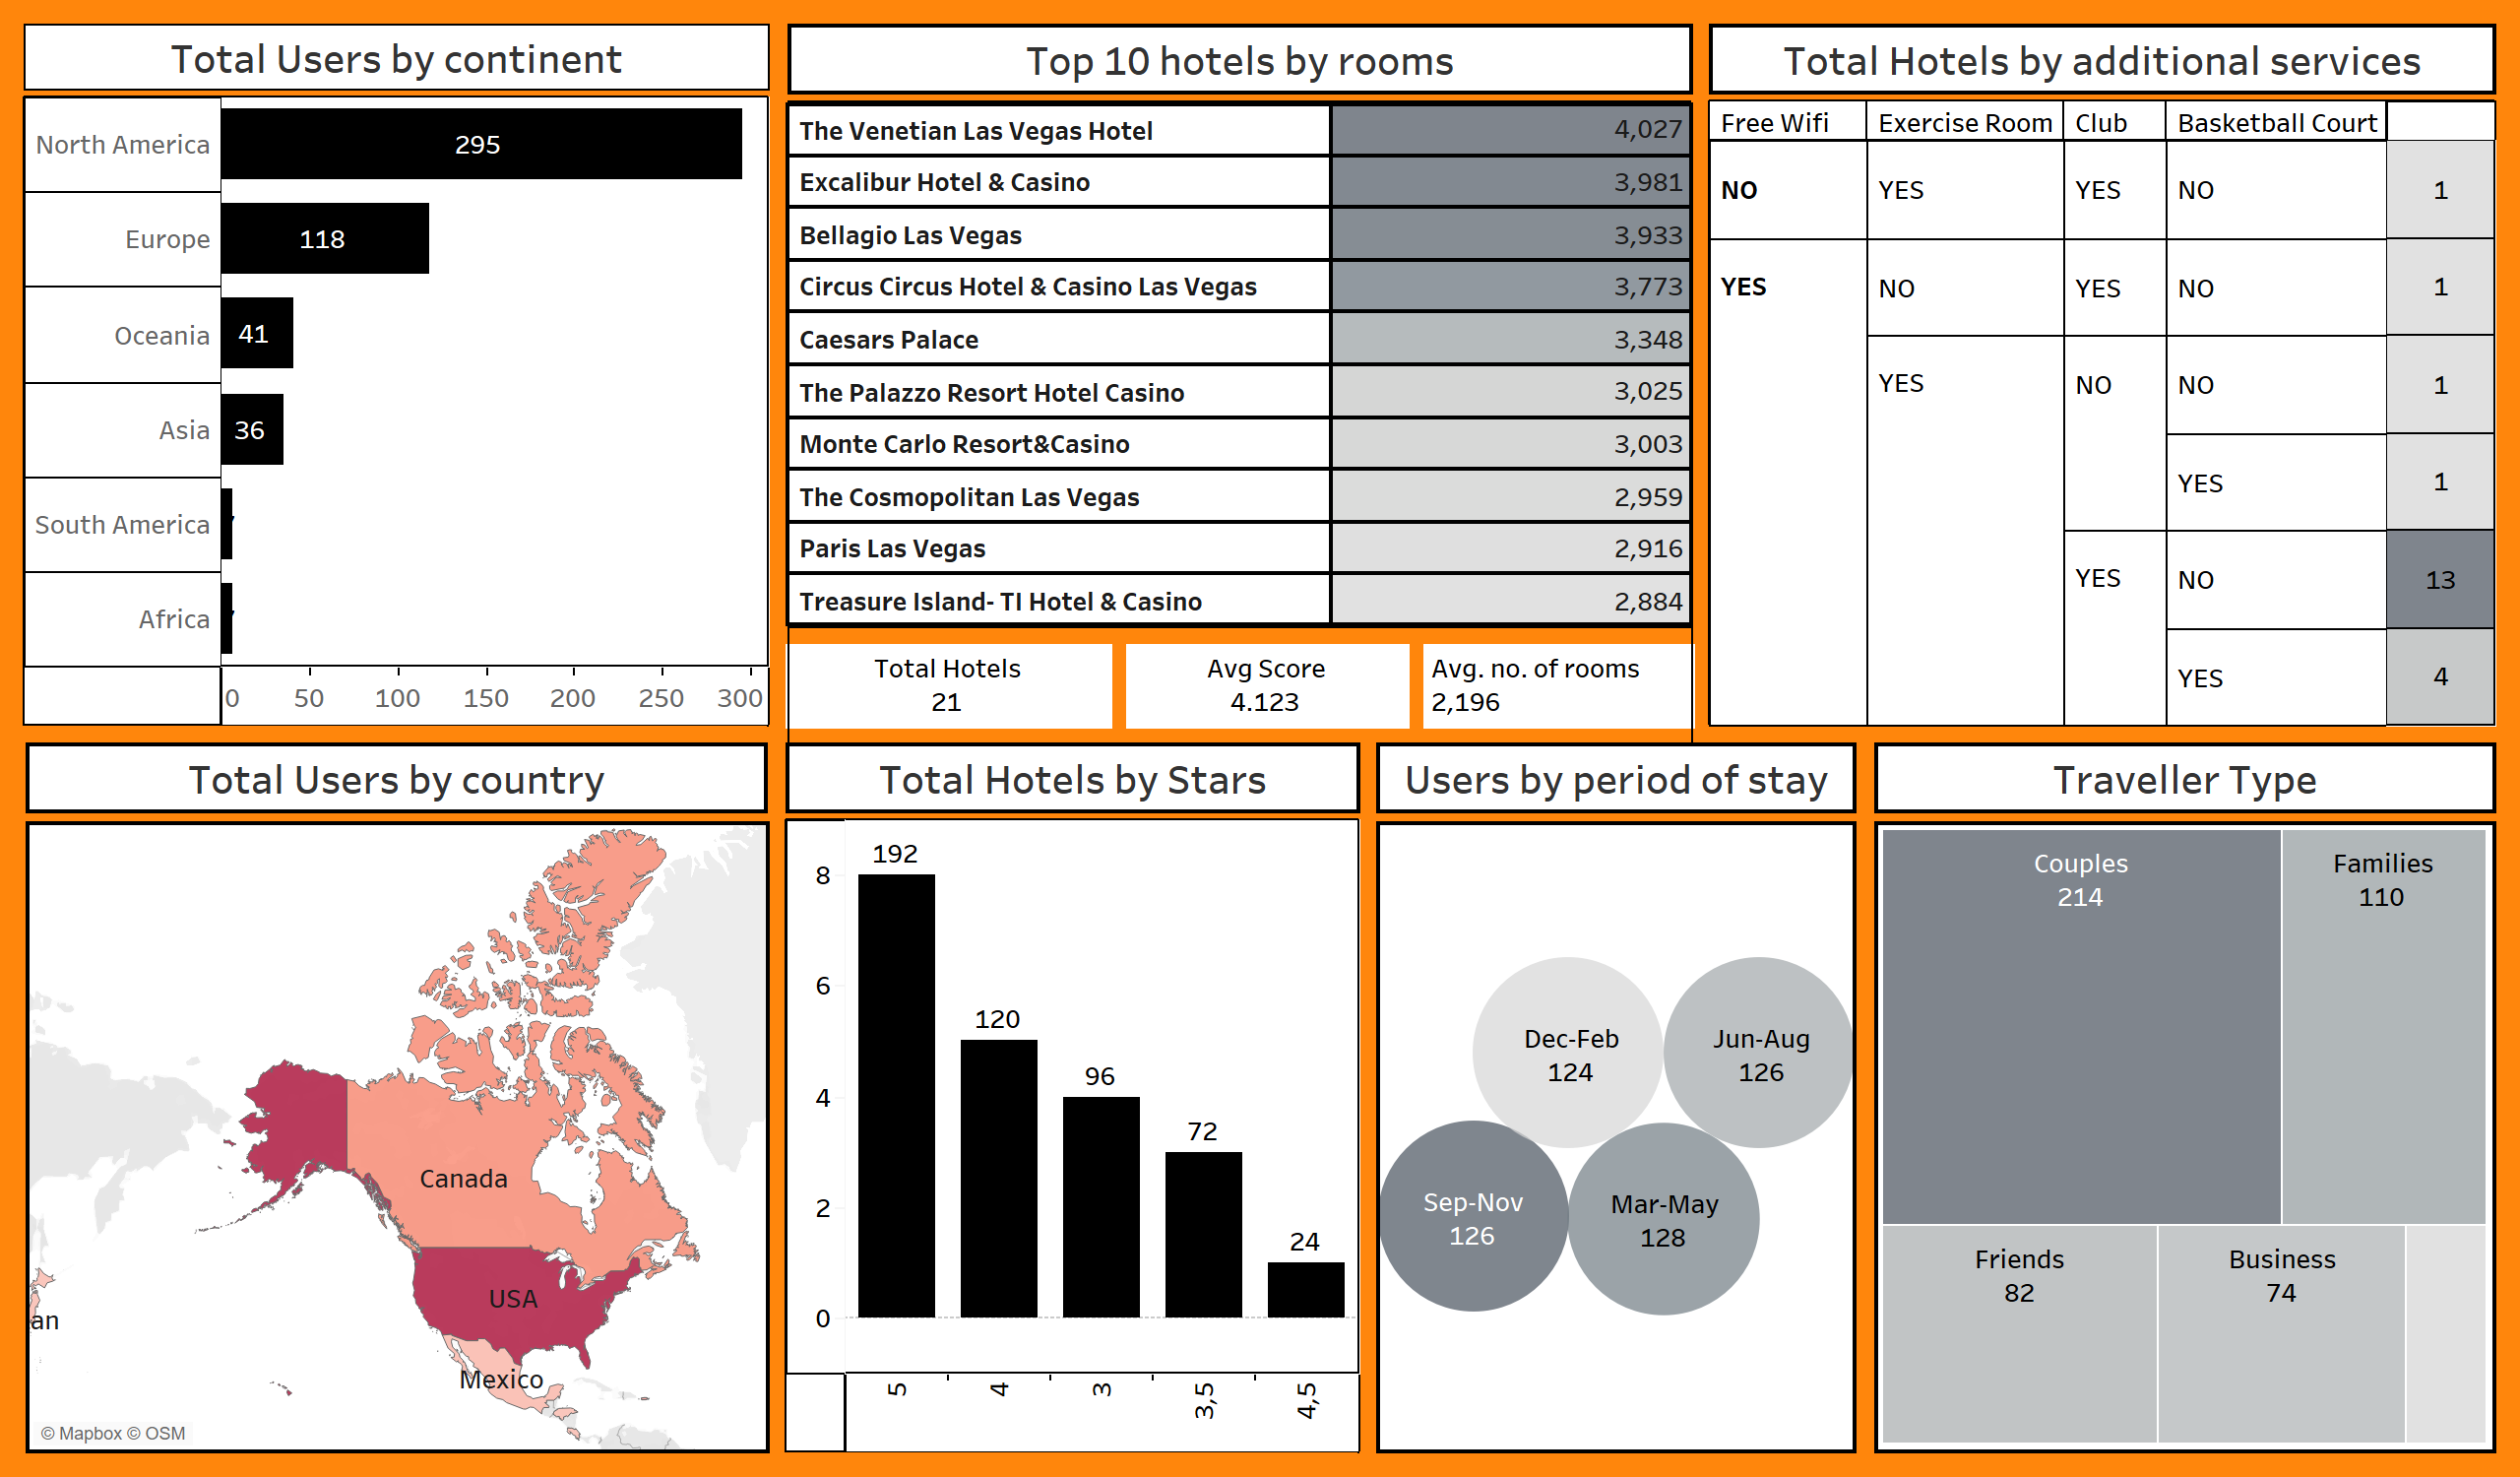 Total Users by continent
North America 295
Europe 118
Oceania 41
Asia 36
South America
Africa
0 50 100 150 200 250 300
Top 10 hotels by rooms
The Venetian Las Vegas Hotel 4,027
Excalibur Hotel & Casino 3,981
Bellagio Las Vegas 3,933
Circus Circus Hotel & Casino Las Vegas 3,773
Caesars Palace 3,348
The Palazzo Resort Hotel Casino 3,025
Monte Carlo Resort&Casino 3,003
The Cosmopolitan Las Vegas 2,959
Paris Las Vegas 2,916
Treasure Island- TI Hotel & Casino 2,884
Total Hotels
21
Avg Score
4.123
Avg. no. of rooms
2,196
Total Hotels by additional services
Free Wifi Exercise Room Club Basketball Court
NO YES YES NO 1
YES NO YES NO 1
YES NO NO 1
YES 1
YES NO 13
YES 4
Total Users by country
Canada
USA
an
Mexico
© Mapbox © OSM
Total Hotels by Stars
8
6
4
2
0
192
120
96
72
24
5
4
3
3,5
4,5
Users by period of stay
Dec-Feb
124
Jun-Aug
126
Sep-Nov
126
Mar-May
128
Traveller Type
Couples
214
Families
110
Friends
82
Business
74